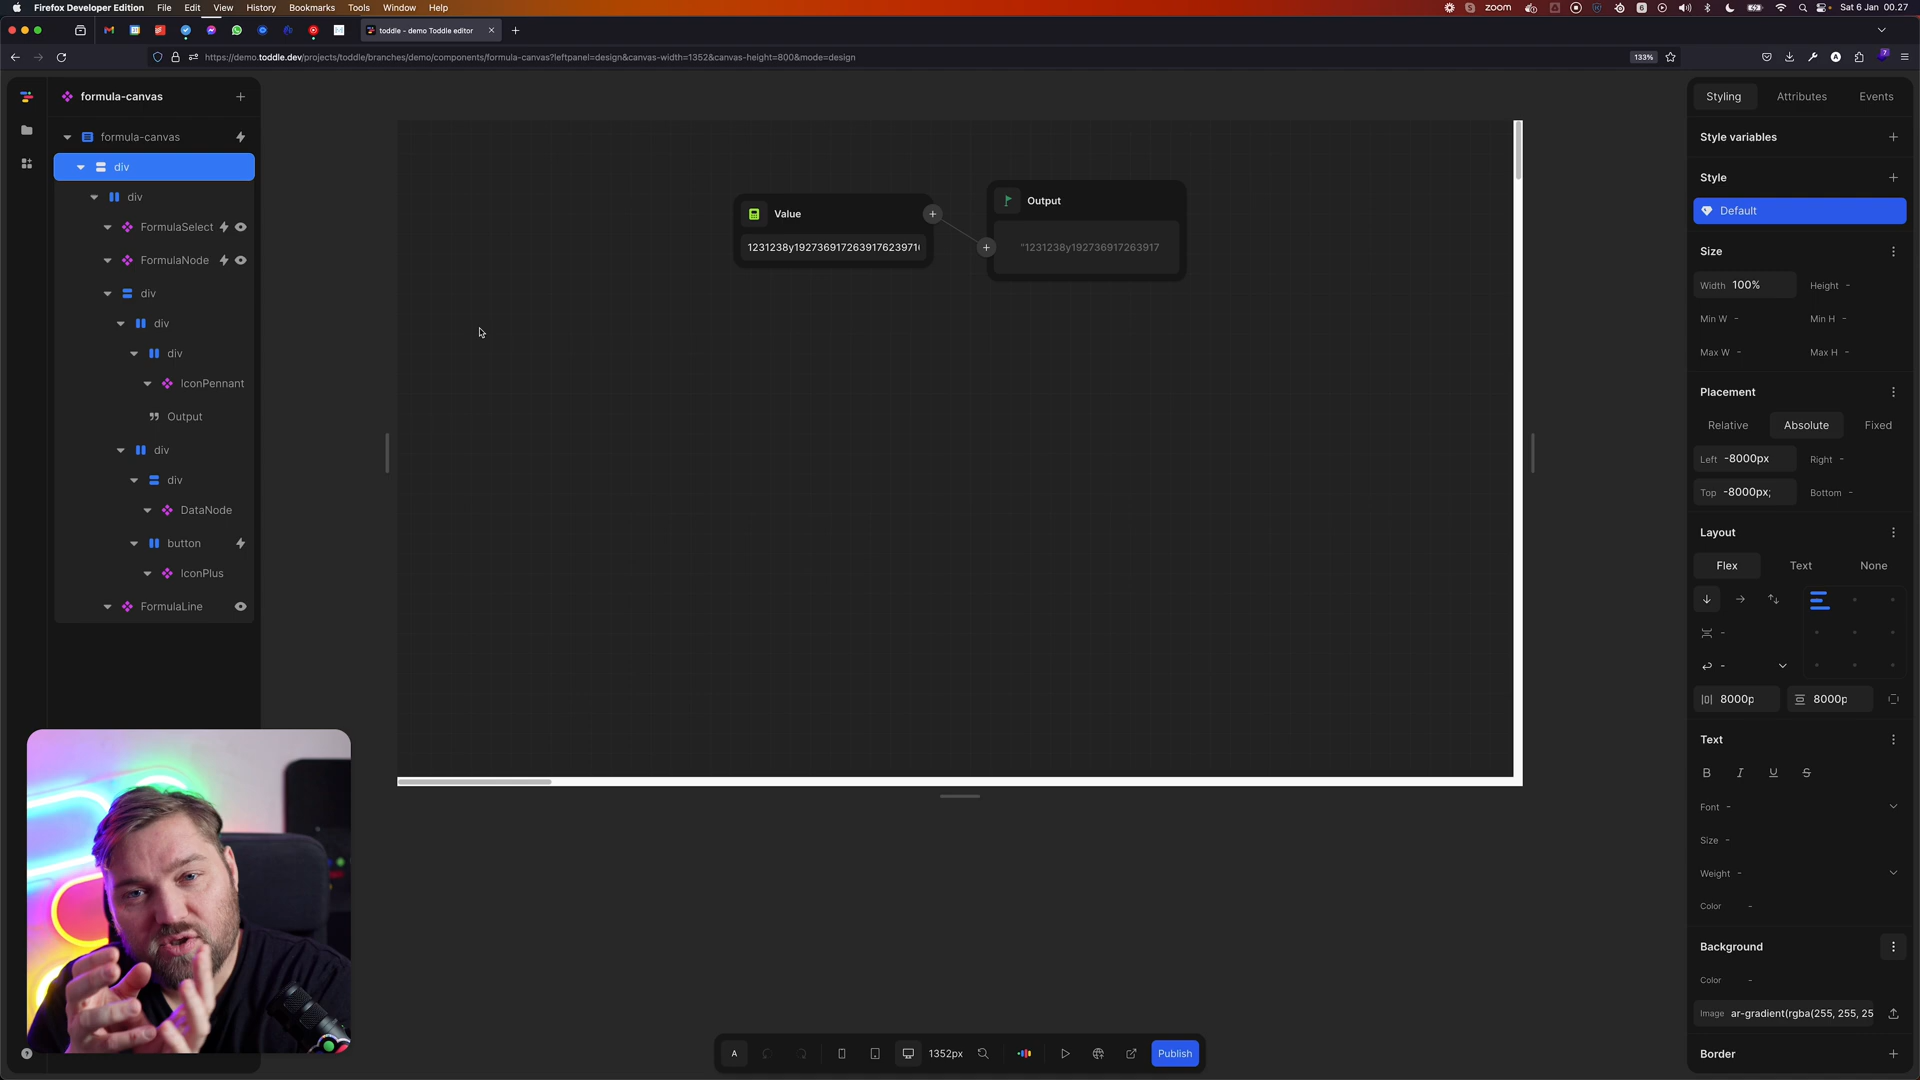 Firefox Developer Edition File Edit View History Bookmarks Tools Window Help
zoom 6 Sat 6 Jan 00.27
toddle - demo Toddle editor
https://demo.toddle.dev/projects/toddle/branches/demo/components/formula-canvas?leftpanel=design&canvas-width=1352&canvas-height=800&mode=design
133%
7
formula-canvas
formula-canvas
div
div
FormulaSelect
FormulaNode
div
div
div
IconPennant
Output
div
div
DataNode
button
IconPlus
FormulaLine
Value
1231238y192736917263917623971(
Output
"1231238y192736917263917
A
1352px
Publish
Styling Attributes Events
Style variables
Style
Default
Size
Width 100% Height -
Min W - Min H -
Max W - Max H -
Placement
Relative Absolute Fixed
Left -8000px Right -
Top -8000px; Bottom -
Layout
Flex Text None
-
-
8000p 8000p
Text
B I U S
Font -
Size -
Weight -
Color -
Background
Color -
Image ar-gradient(rgba(255, 255, 25
Border